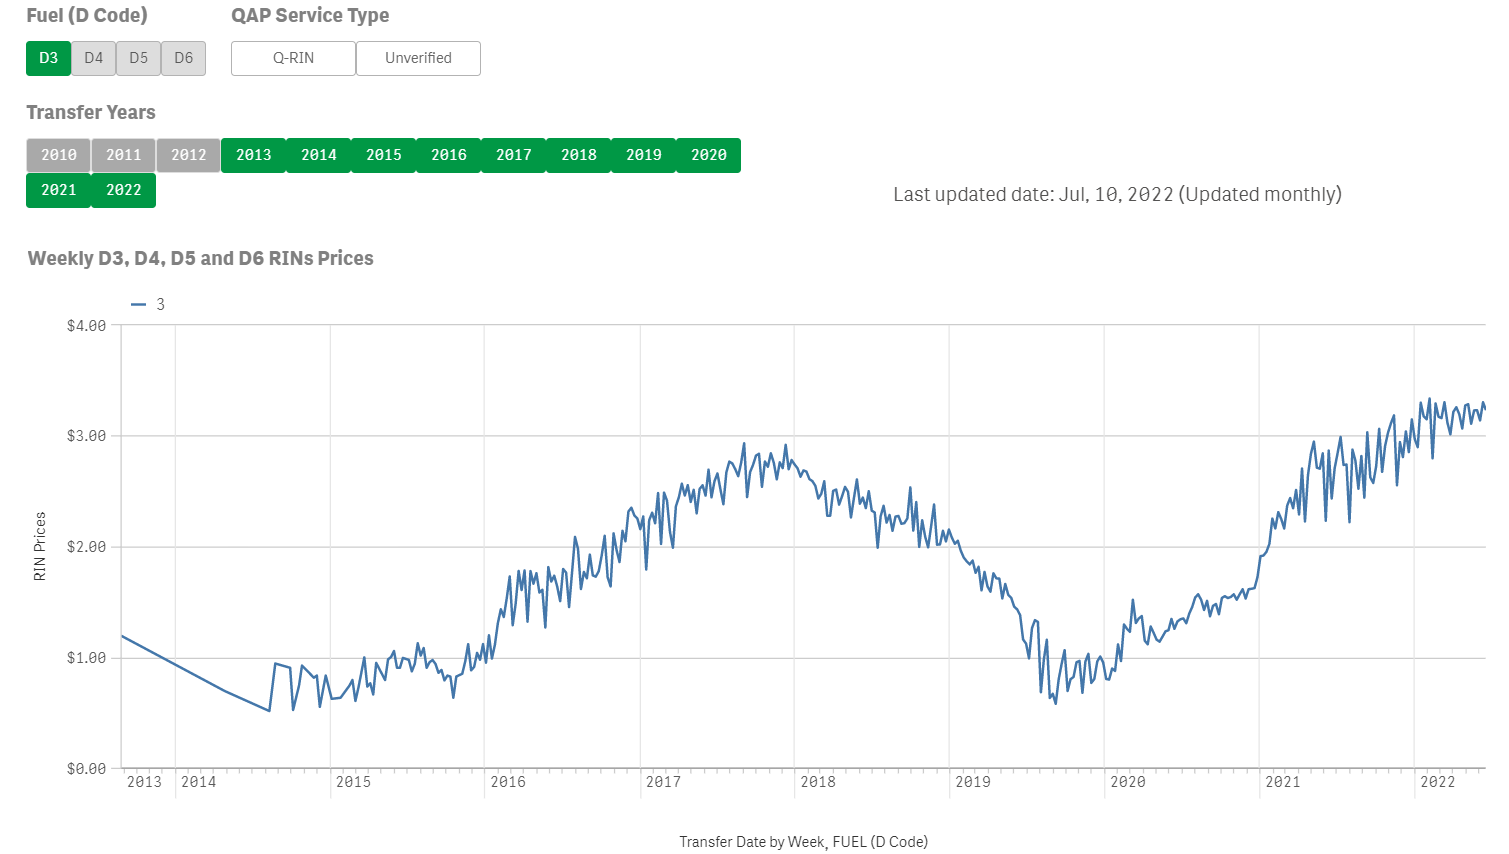 Fuel (D Code) QAP Service Type
D3 D4 D5 D6 Q-RIN Unverified
Transfer Years
2010 2011 2012 2013 2014 2015 2016 2017 2018 2019 2020
2021 2022
Last updated date: Jul, 10, 2022 (Updated monthly)
Weekly D3, D4, D5 and D6 RINs Prices
3
$4.00
$3.00
$2.00
$1.00
$0.00
RIN Prices
2013 2014 2015 2016 2017 2018 2019 2020 2021 2022
Transfer Date by Week, FUEL (D Code)